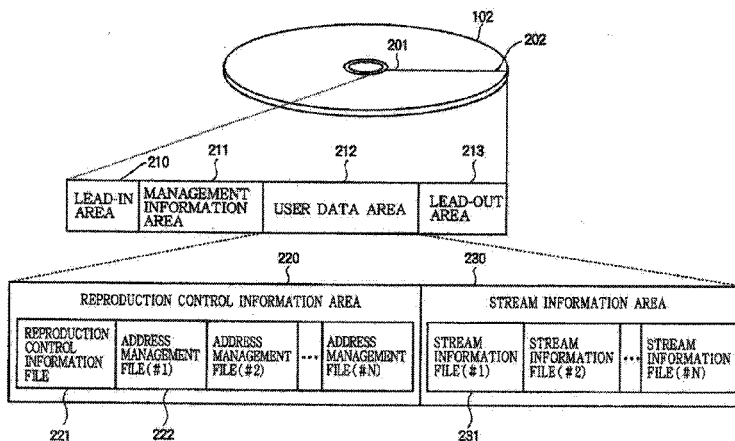 102
201
202
210
211
212
213
LEAD-IN
AREA
MANAGEMENT
INFORMATION
AREA
USER DATA AREA
LEAD-OUT
AREA
220
230
REPRODUCTION CONTROL INFORMATION AREA
STREAM INFORMATION AREA
REPRODUCTION
CONTROL
INFORMATION
FILE
ADDRESS
MANAGEMENT
FILE(#1)
ADDRESS
MANAGEMENT
FILE(#2)
...
ADDRESS
MANAGEMENT
FILE(#N)
STREAM
INFORMATION
FILE(#1)
STREAM
INFORMATION
FILE(#2)
...
STREAM
INFORMATION
FILE(#N)
221
222
231